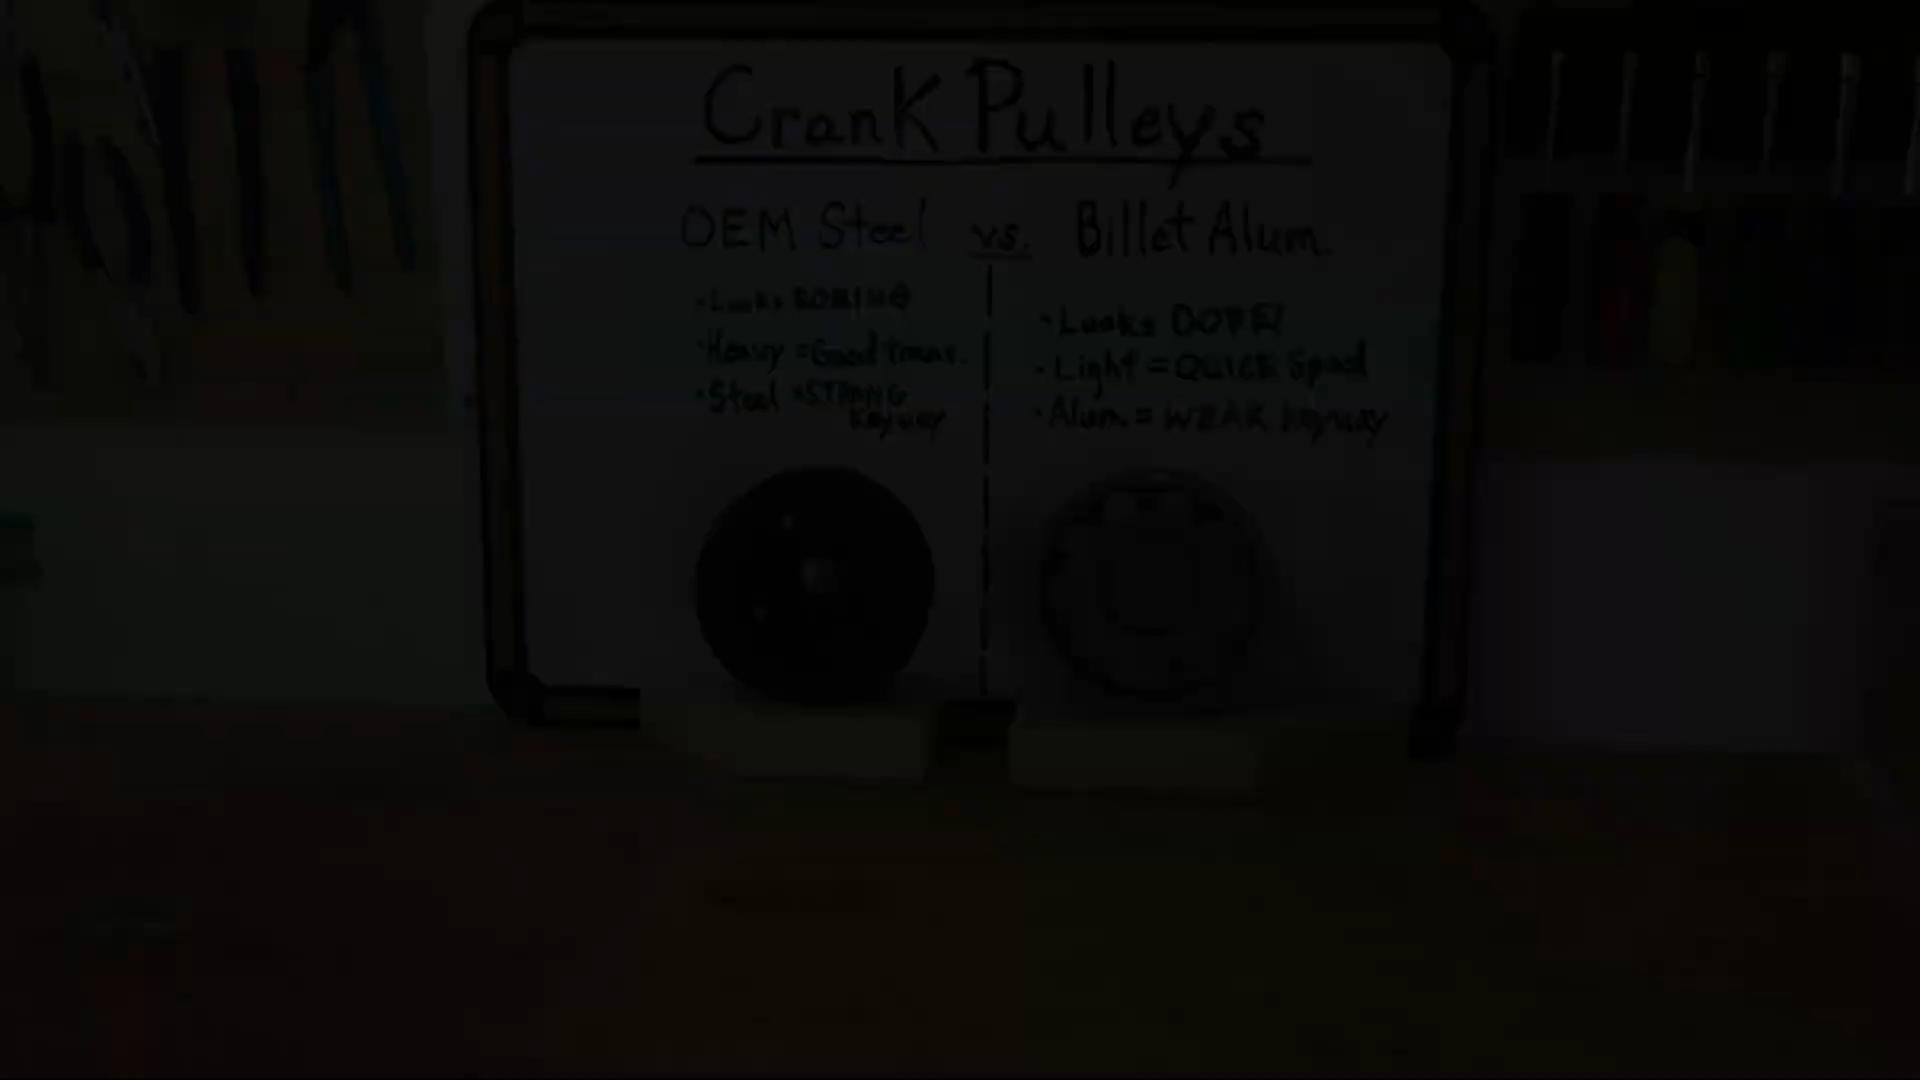 Crank Pulleys
OEM Steel vs. Billet Alum.
• Looks BORING
• Heavy = Good
• Steel = STRONG
Keyway
• Looks DOPE!
• Light = QUICK Spool
• Alum. = WEAK Keyway